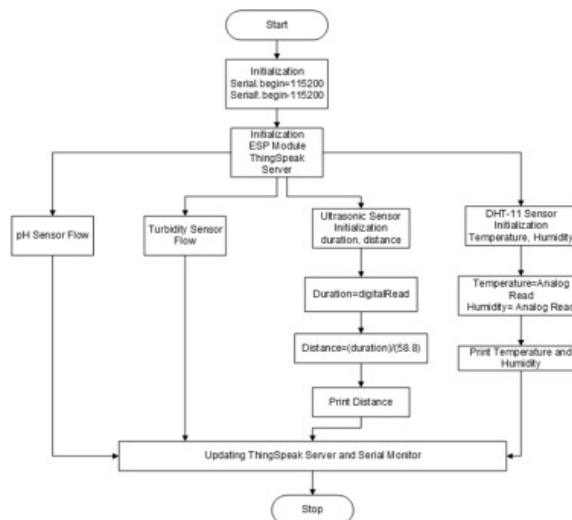 Start
Initialization
Serial.begin=115200
Serial!.begin-115200
Initialization
ESP Module
ThingSpeak
Server
pH Sensor Flow
Turbidity Sensor
Flow
Ultrasonic Sensor
Initialization
duration, distance
DHT-11 Sensor
Initialization
Temperature, Humidity
Duration=digitalRead
Temperature=Analog
Read
Humidity= Analog Read
Distance=(duration)/(58.8)
Print Temperature and
Humidity
Print Distance
Updating ThingSpeak Server and Serial Monitor
Stop